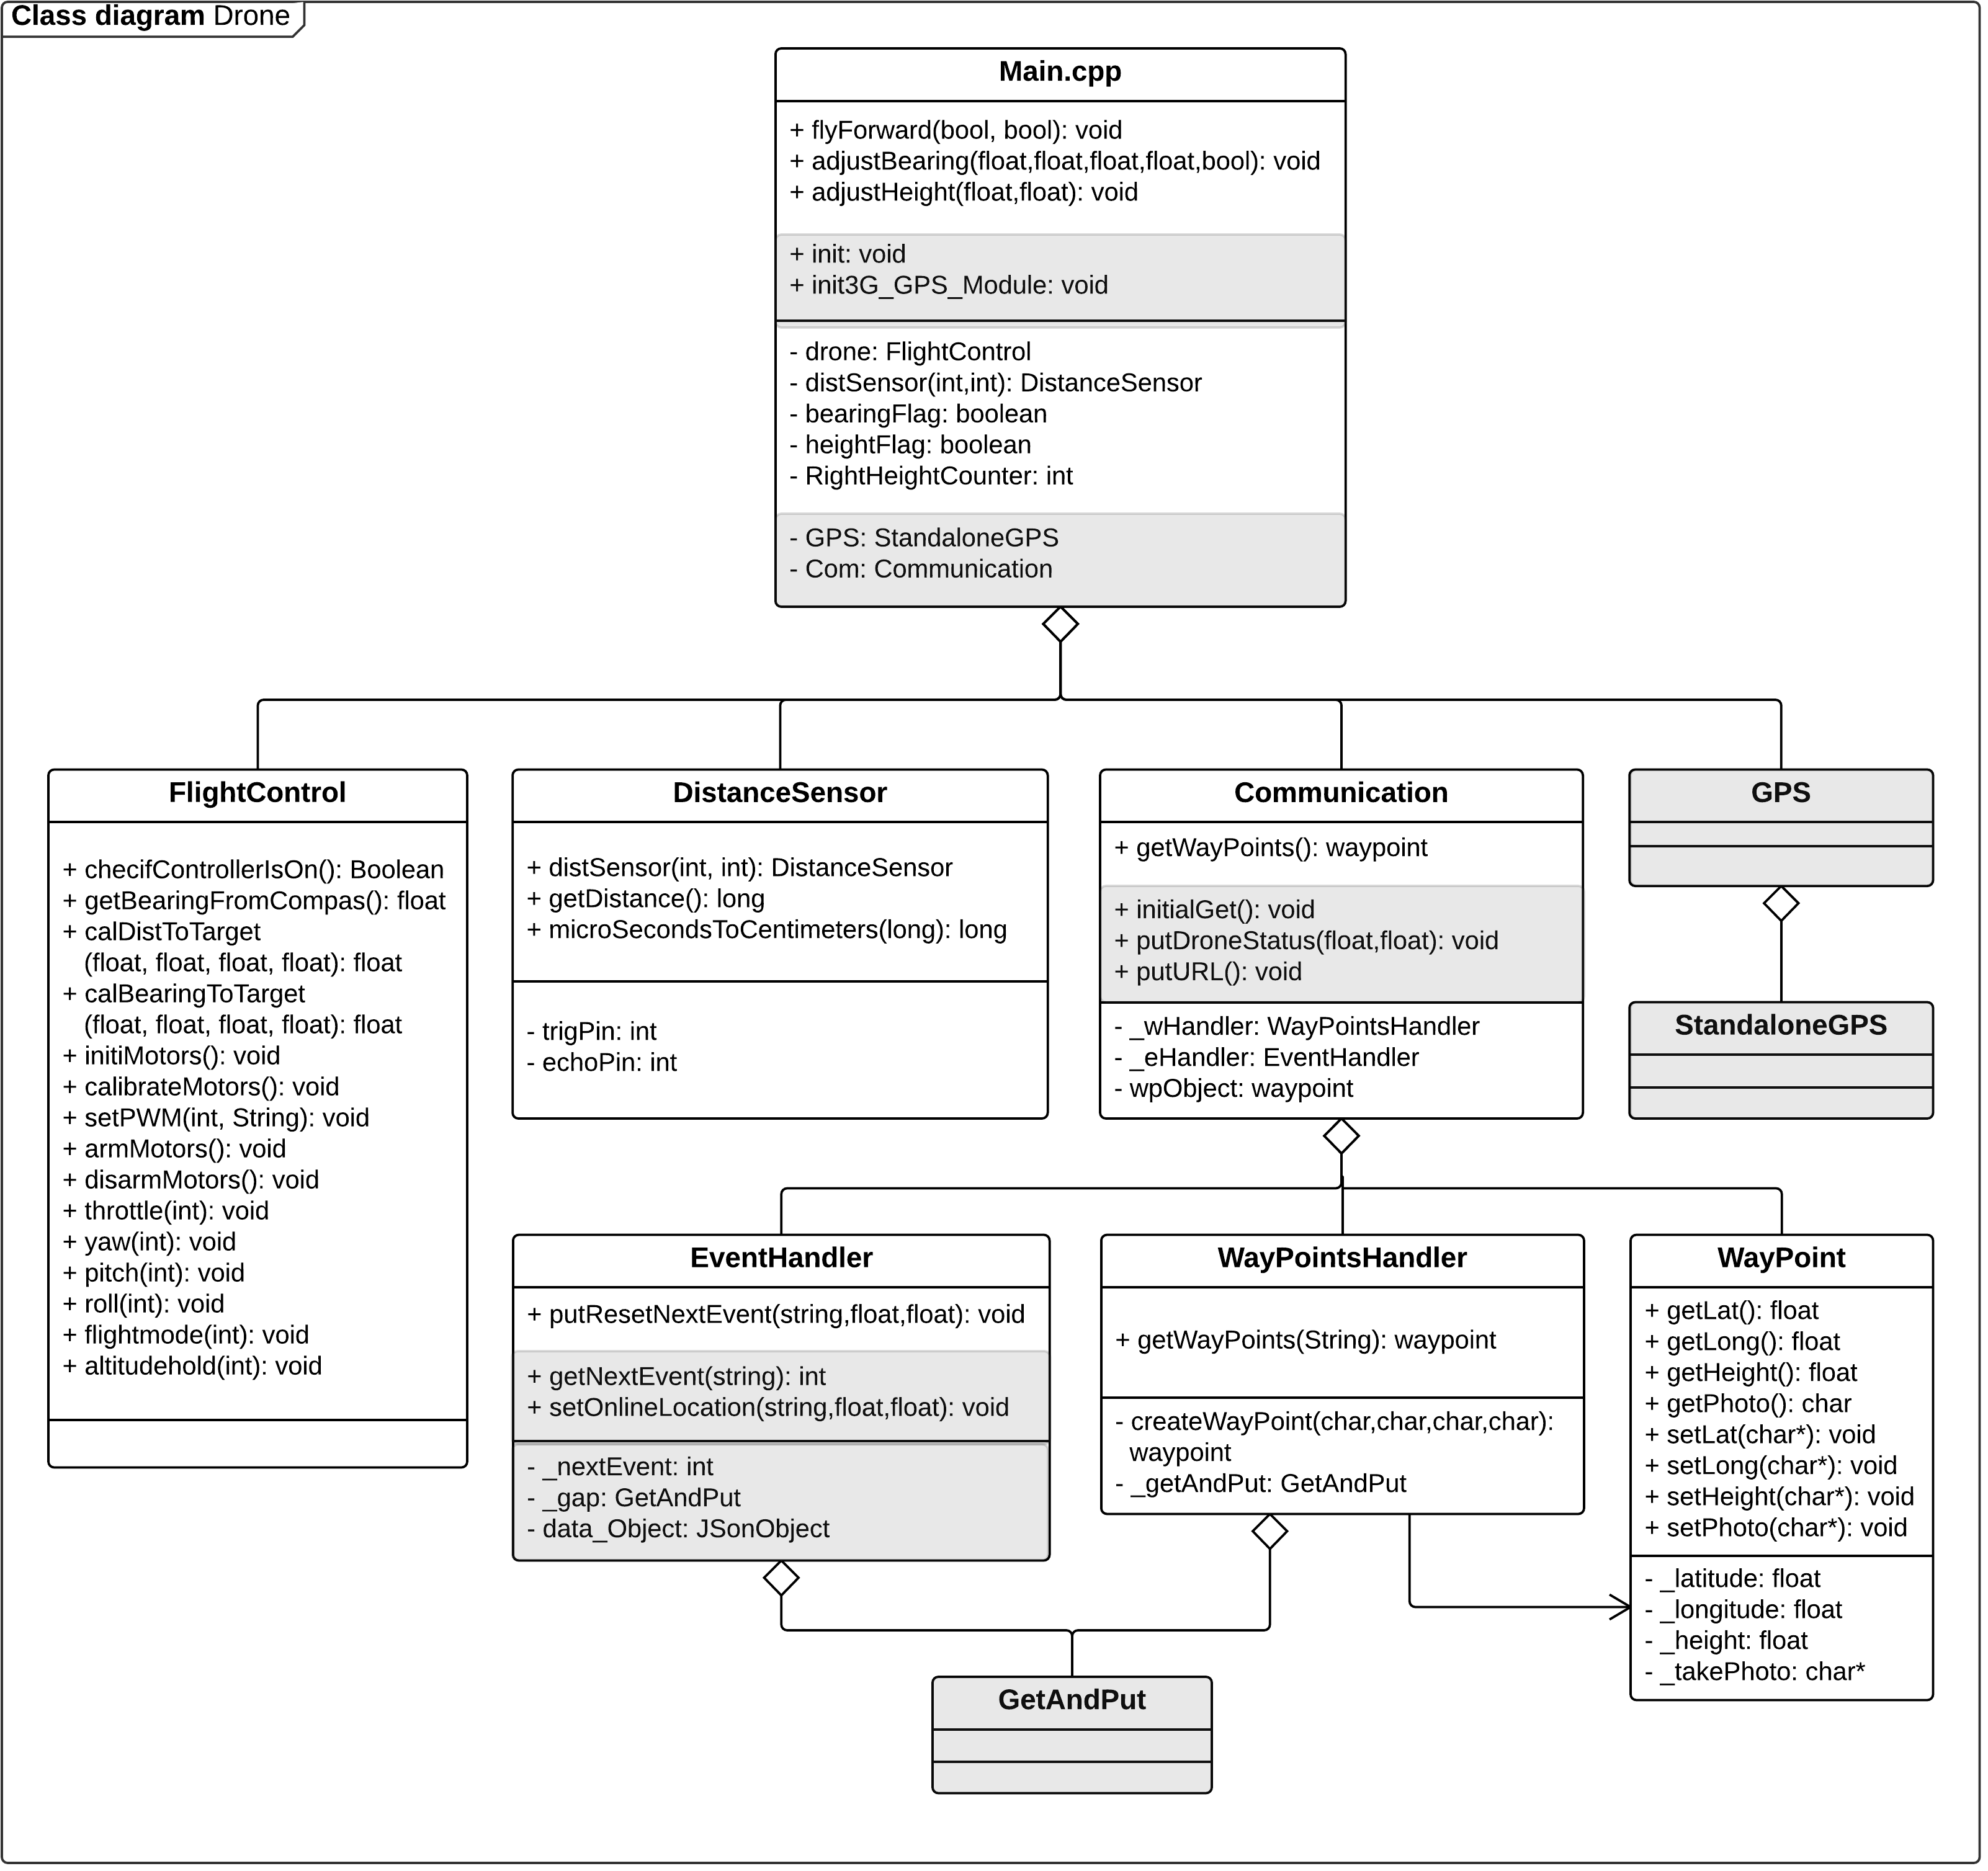 Class diagram Drone
Main.cpp
+ flyForward(bool, bool): void
+ adjustBearing(float,float,float,float,bool): void
+ adjustHeight(float,float): void
+ init: void
+ init3G_GPS_Module: void
- drone: FlightControl
- distSensor(int,int): DistanceSensor
- bearingFlag: boolean
- heightFlag: boolean
- RightHeightCounter: int
- GPS: StandaloneGPS
- Com: Communication
FlightControl
+ checifControllerIsOn(): Boolean
+ getBearingFromCompas(): float
+ calDistToTarget
(float, float, float, float): float
+ calBearingToTarget
(float, float, float, float): float
+ initiMotors(): void
+ calibrateMotors(): void
+ setPWM(int, String): void
+ armMotors(): void
+ disarmMotors(): void
+ throttle(int): void
+ yaw(int): void
+ pitch(int): void
+ roll(int): void
+ flightmode(int): void
+ altitudehold(int): void
DistanceSensor
+ distSensor(int, int): DistanceSensor
+ getDistance(): long
+ microSecondsToCentimeters(long): long
- trigPin: int
- echoPin: int
Communication
+ getWayPoints(): waypoint
+ initialGet(): void
+ putDroneStatus(float,float): void
+ putURL(): void
- _wHandler: WayPointsHandler
- _eHandler: EventHandler
- wpObject: waypoint
GPS
StandaloneGPS
EventHandler
+ putResetNextEvent(string,float,float): void
+ getNextEvent(string): int
+ setOnlineLocation(string,float,float): void
- _nextEvent: int
- _gap: GetAndPut
- data_Object: JSonObject
WayPointsHandler
+ getWayPoints(String): waypoint
- createWayPoint(char,char,char,char):
waypoint
- _getAndPut: GetAndPut
WayPoint
+ getLat(): float
+ getLong(): float
+ getHeight(): float
+ getPhoto(): char
+ setLat(char*): void
+ setLong(char*): void
+ setHeight(char*): void
+ setPhoto(char*): void
- _latitude: float
- _longitude: float
- _height: float
- _takePhoto: char*
GetAndPut